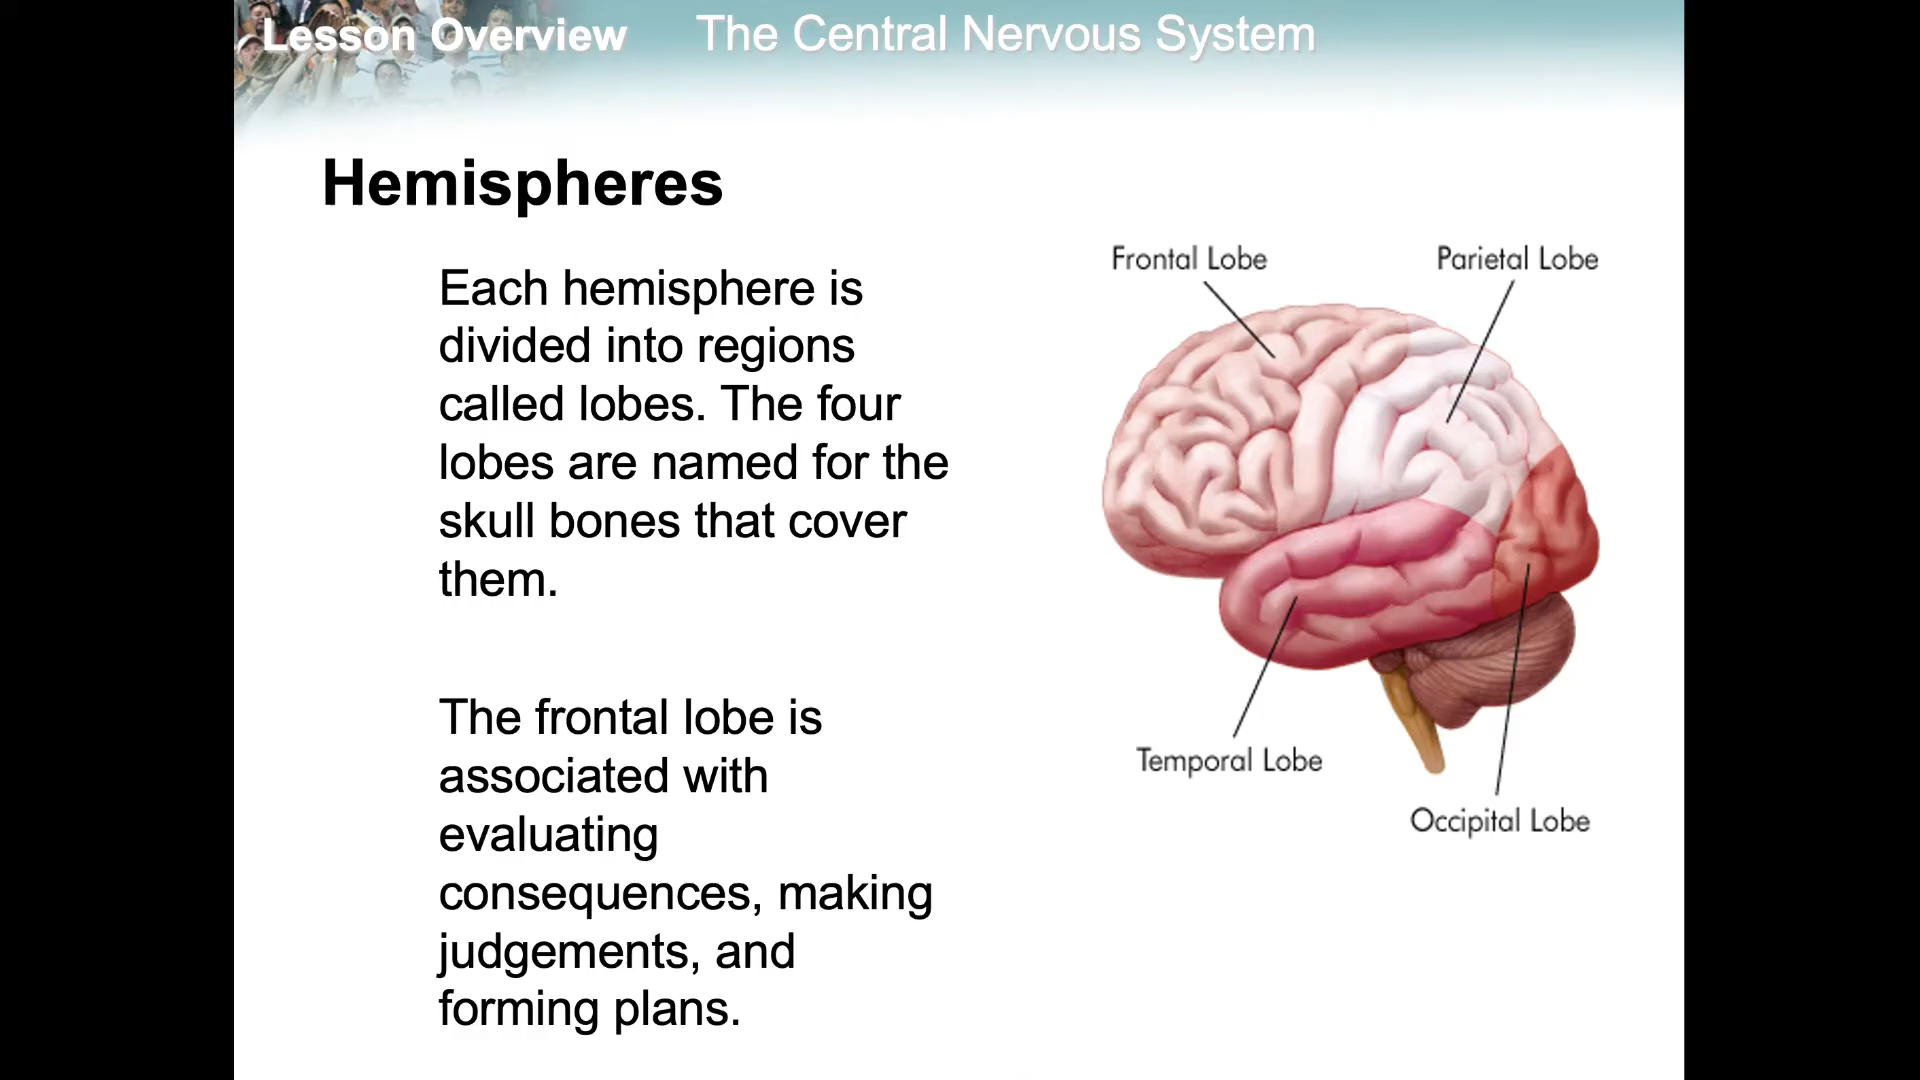 Lesson Overview The Central Nervous System
Hemispheres
Each hemisphere is
divided into regions
called lobes. The four
lobes are named for the
skull bones that cover
them.
The frontal lobe is
associated with
evaluating
consequences, making
judgements, and
forming plans.
Frontal Lobe
Parietal Lobe
Temporal Lobe
Occipital Lobe